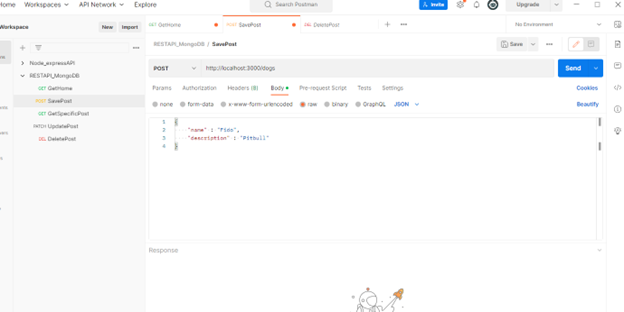 Home Workspaces API Network Explore Search Postman Invite Upgrade
Workspace New Import GET GetHome POST SavePost DEL DeletePost + No Environment
RESTAPI_MongoDB / SavePost Save
Node_expressAPI
RESTAPI_MongoDB
GET GetHome
POST SavePost
GET GetSpecificPost
PATCH UpdatePost
DEL DeletePost
POST http://localhost:3000/dogs Send
Params Authorization Headers (8) Body Pre-request Script Tests Settings Cookies
none form-data x-www-form-urlencoded raw binary GraphQL JSON Beautify
1 {
2 "name" : "Fido",
3 "description" : "Pitbull"
4 }
Response